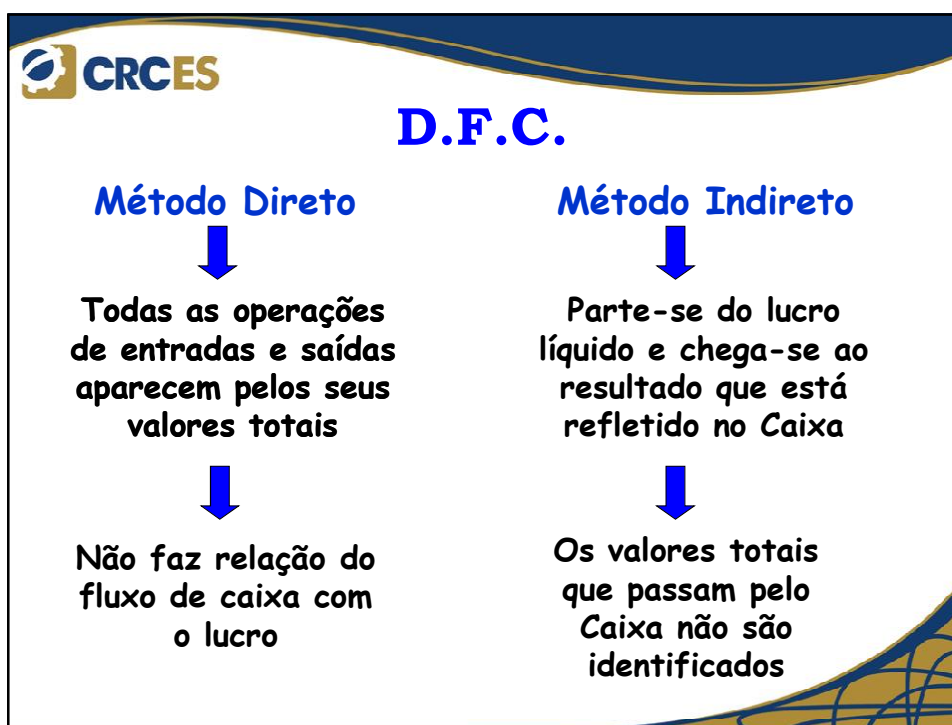 CRCES
D.F.C.
Método Direto
Todas as operações
de entradas e saídas
aparecem pelos seus
valores totais
Não faz relação do
fluxo de caixa com
o lucro
Método Indireto
Parte-se do lucro
líquido e chega-se ao
resultado que está
refletido no Caixa
Os valores totais
que passam pelo
Caixa não são
identificados